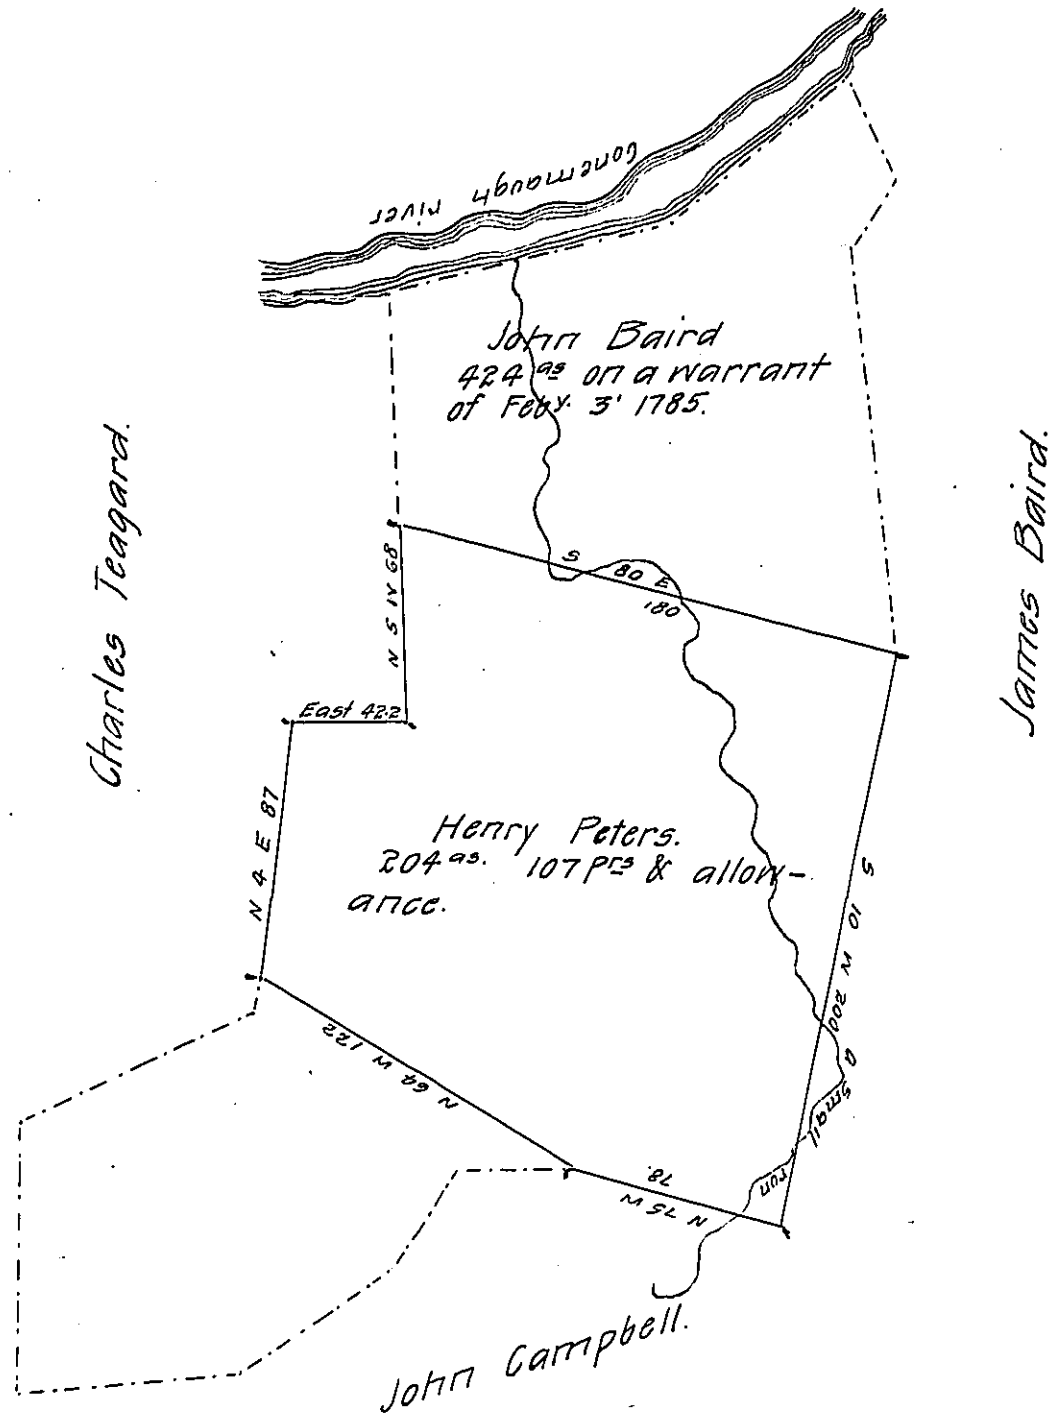 Conemaugh river
John Baird
424 as on a warrant
of Feby. 3' 1785.
Charles Teagard.
James Baird.
S 80 E
180
N 5 W 68
East 42.2
N 4 E 87
Henry Peters.
204 as. 107 prs & allow-
ance.
S 10 W 200
a small run
N 64 W 122
78.
N 75 W
John Campbell.